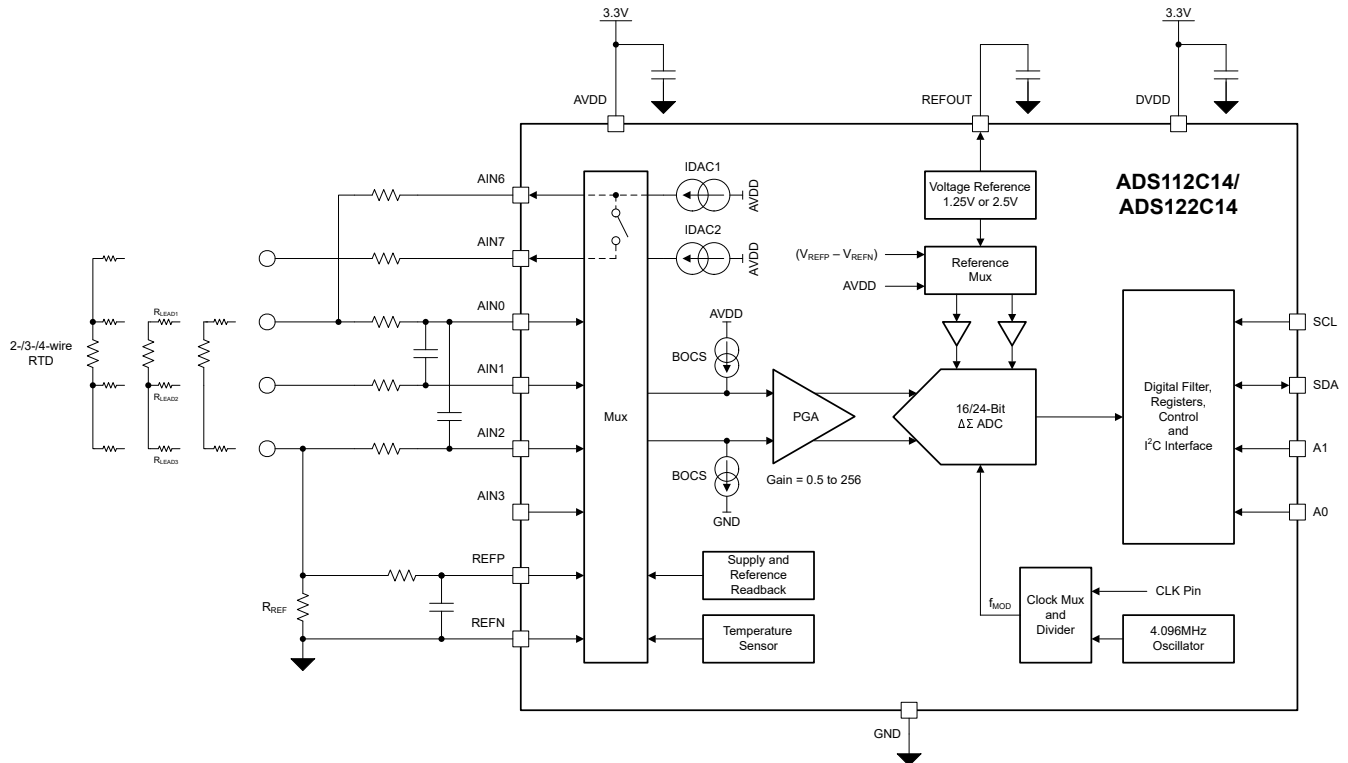 3.3V
3.3V
AVDD
REFOUT
DVDD
AIN6
IDAC1
AVDD
Voltage Reference
1.25V or 2.5V
ADS112C14/
ADS122C14
AIN7
IDAC2
AVDD
(VREFP – VREFN)
AVDD
Reference
Mux
RLEAD1
AIN0
AVDD
SCL
2-/3-/4-wire
RTD
BOCS
RLEAD2
AIN1
SDA
Mux
PGA
16/24-Bit
ΔΣ ADC
Digital Filter,
Registers,
Control
and
I2C Interface
RLEAD3
AIN2
A1
BOCS
Gain = 0.5 to 256
AIN3
GND
A0
REFP
Supply and
Reference
Readback
RREF
fMOD
Clock Mux
and
Divider
CLK Pin
REFN
Temperature
Sensor
4.096MHz
Oscillator
GND